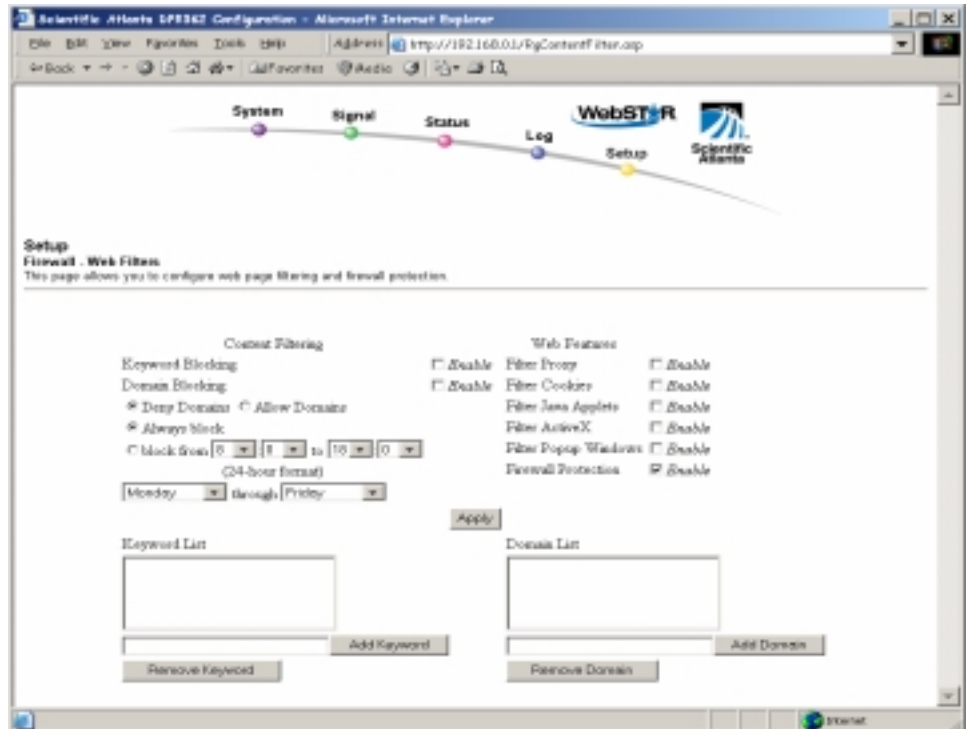 Scientific Atlanta DPR362 Configuration - Microsoft Internet Explorer
File Edit View Favorites Tools Help Address http://192.168.0.1/RgContentFilter.asp
Back Favorites Media
System
Signal
Status
Log
Setup
WebSTAR
Scientific
Atlanta
Setup
Firewall - Web Filters
This page allows you to configure web page filtering and firewall protection.
Content Filtering Web Features
Keyword Blocking Enable Filter Proxy Enable
Domain Blocking Enable Filter Cookies Enable
Deny Domains Allow Domains Filter Java Applets Enable
Always block Filter ActiveX Enable
block from 8 : 0 to 18 : 0 Filter Popup Windows Enable
(24-hour format) Firewall Protection Enable
Monday through Friday
Apply
Keyword List Domain List
Add Keyword Add Domain
Remove Keyword Remove Domain
Internet